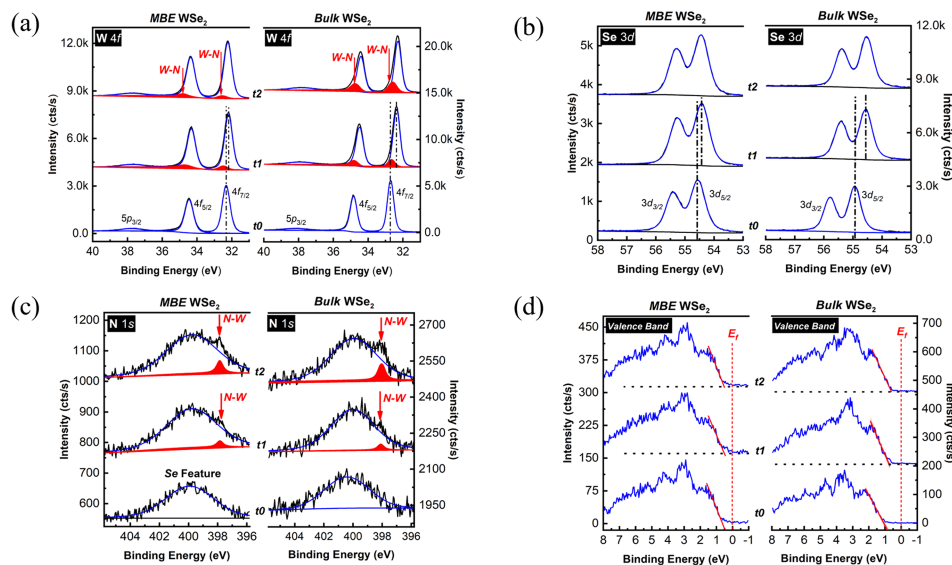 (a)
MBE WSe2
Bulk WSe2
W 4f
W 4f
W-N
W-N
W-N
W-N
12.0k
9.0k
6.0k
3.0k
0.0
20.0k
15.0k
10.0k
5.0k
0.0
Intensity (cts/s)
Intensity (cts/s)
t2
t1
t0
5p3/2
4f5/2
4f7/2
5p3/2
4f5/2
4f7/2
40 38 36 34 32
40 38 36 34 32
Binding Energy (eV)
Binding Energy (eV)
(b)
MBE WSe2
Bulk WSe2
Se 3d
Se 3d
5k
4k
3k
2k
1k
0
12.0k
9.0k
6.0k
3.0k
0.0
Intensity (cts/s)
Intensity (cts/s)
t2
t1
t0
3d3/2
3d5/2
3d3/2
3d5/2
58 57 56 55 54 53
58 57 56 55 54 53
Binding Energy (eV)
Binding Energy (eV)
(c)
MBE WSe2
Bulk WSe2
N 1s
N 1s
N-W
N-W
N-W
N-W
1200
1100
1000
900
800
700
600
2700
2550
2400
2250
2100
1950
Intensity (cts/s)
Intensity (cts/s)
t2
t1
t0
Se Feature
404 400 396
404 402 400 398 396
Binding Energy (eV)
Binding Energy (eV)
(d)
MBE WSe2
Bulk WSe2
Valence Band
Valence Band
Ef
Ef
450
375
300
225
150
75
0
700
600
500
400
300
200
100
0
Intensity (cts/s)
Intensity (cts/s)
t2
t1
t0
8 7 6 5 4 3 2 1 0 -1
8 7 6 5 4 3 2 1 0 -1
Binding Energy (eV)
Binding Energy (eV)